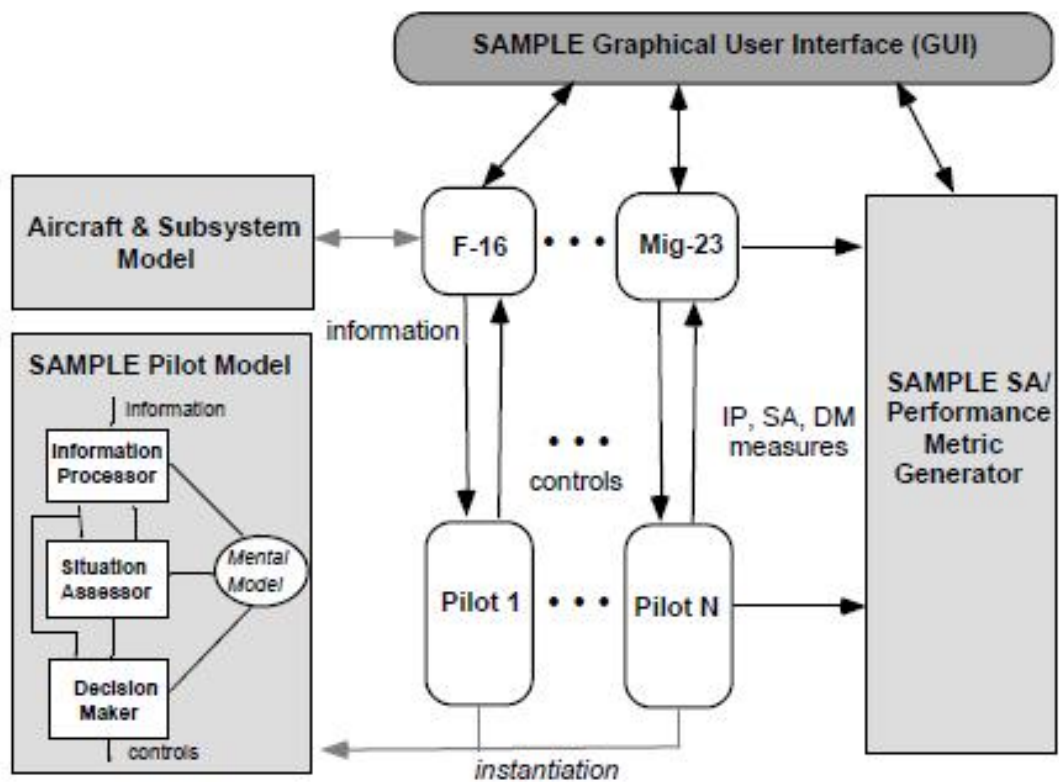 SAMPLE Graphical User Interface (GUI)
Aircraft & Subsystem
Model
F-16
Mig-23
information
SAMPLE Pilot Model
information
Information
Processor
Situation
Assessor
Mental
Model
Decision
Maker
controls
controls
IP, SA, DM
measures
SAMPLE SA/
Performance
Metric
Generator
Pilot 1
Pilot N
instantiation